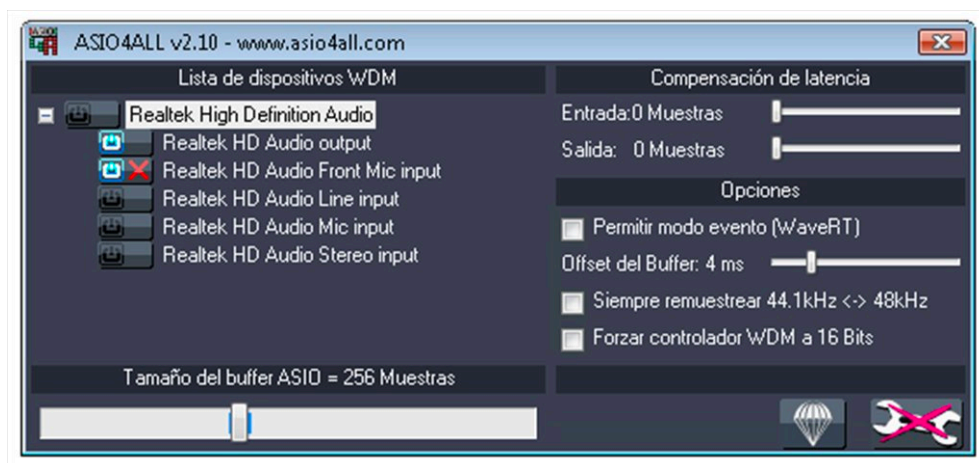 ASIO4ALL v2.10 - www.asio4all.com
Lista de dispositivos WDM
Realtek High Definition Audio
Realtek HD Audio output
Realtek HD Audio Front Mic input
Realtek HD Audio Line input
Realtek HD Audio Mic input
Realtek HD Audio Stereo input
Tamaño del buffer ASIO = 256 Muestras
Compensación de latencia
Entrada:0 Muestras
Salida: 0 Muestras
Opciones
Permitir modo evento (WaveRT)
Offset del Buffer: 4 ms
Siempre remuestrear 44.1kHz <-> 48kHz
Forzar controlador WDM a 16 Bits